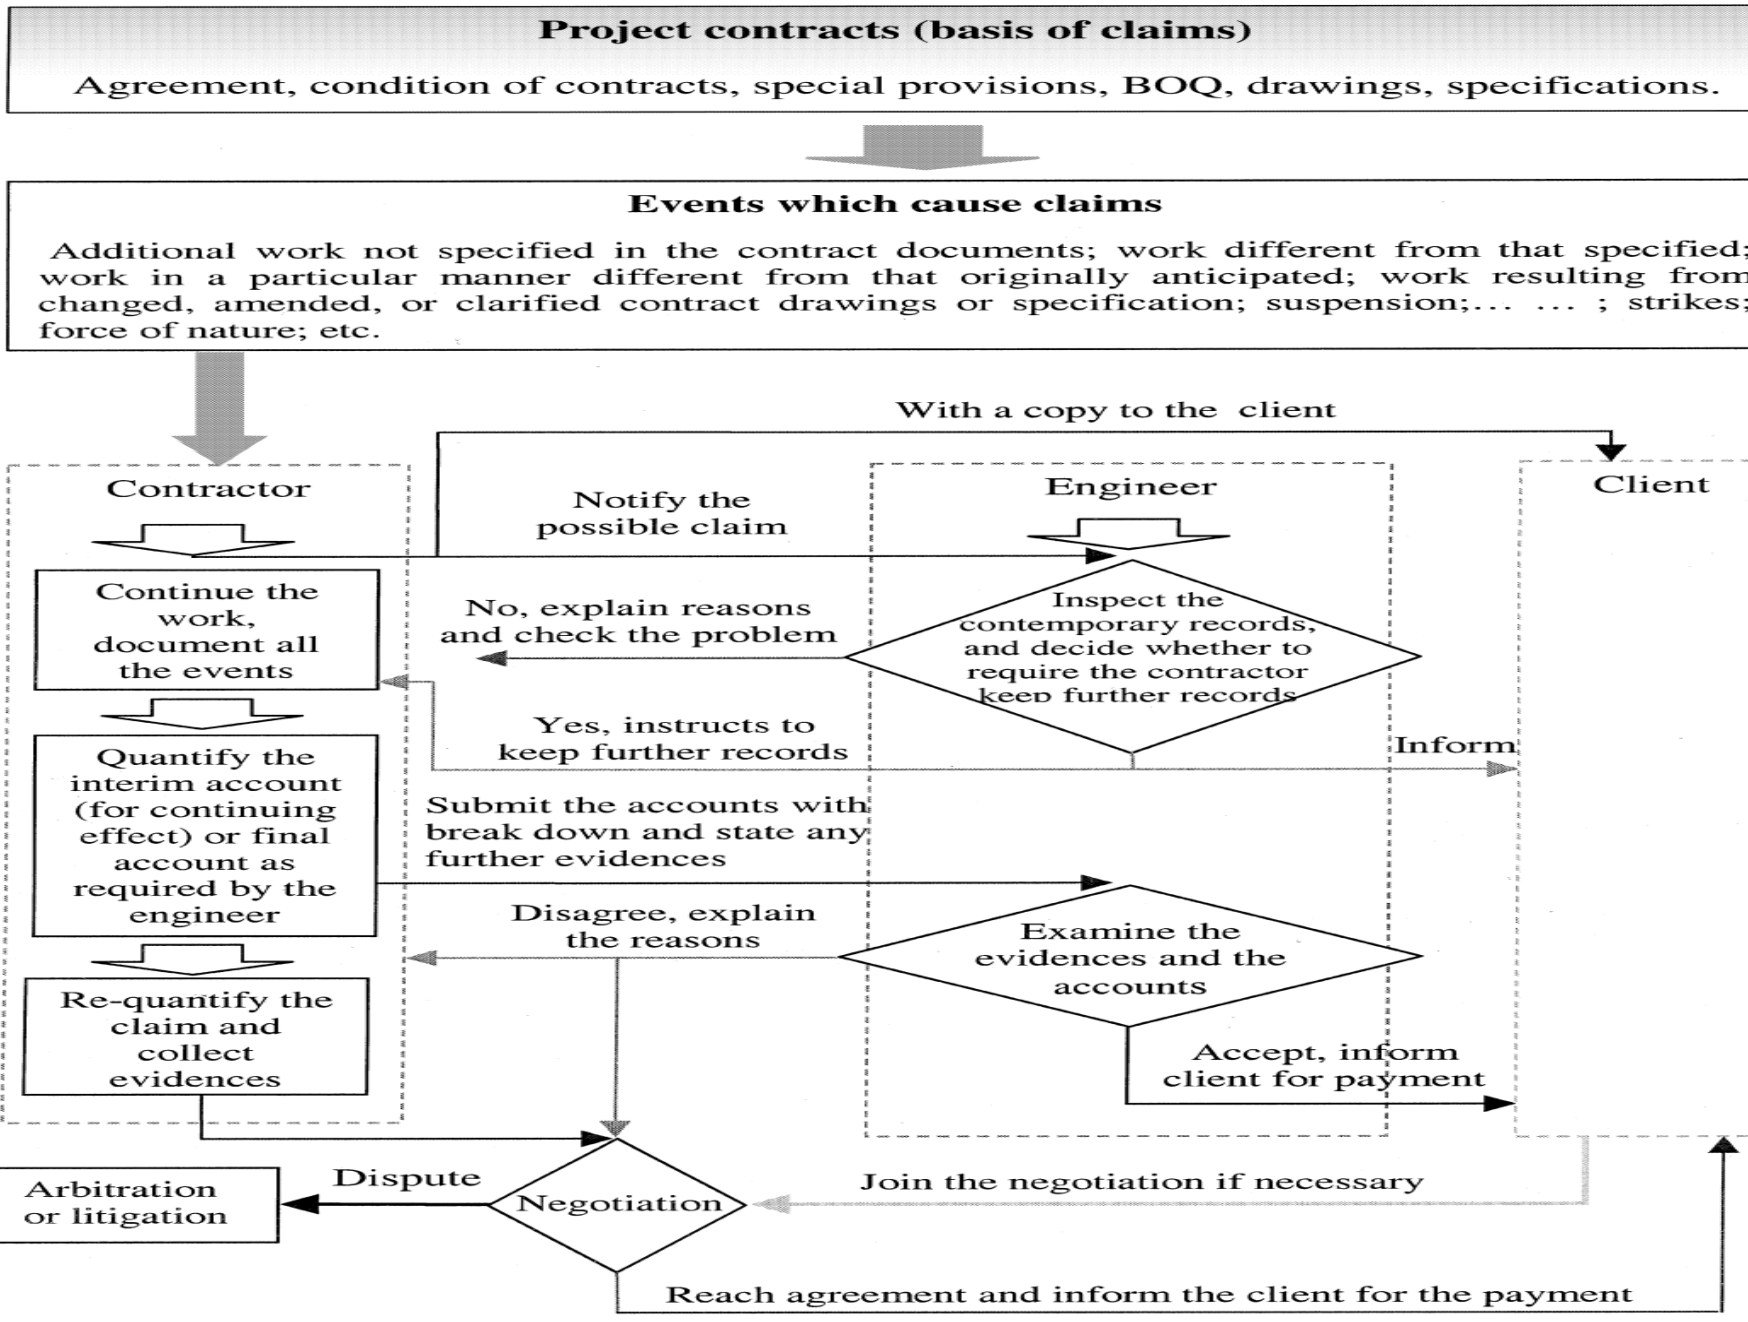 Project contracts (basis of claims)
Agreement, condition of contracts, special provisions, BOQ, drawings, specifications.
Events which cause claims
Additional work not specified in the contract documents; work different from that specified;
work in a particular manner different from that originally anticipated; work resulting from
changed, amended, or clarified contract drawings or specification; suspension;... ... ; strikes;
force of nature; etc.
With a copy to the client
Contractor
Notify the
possible claim
Engineer
Client
Continue the
work,
document all
the events
No, explain reasons
and check the problem
Inspect the
contemporary records,
and decide whether to
require the contractor
keep further records
Yes, instructs to
keep further records
Inform
Quantify the
interim account
(for continuing
effect) or final
account as
required by the
engineer
Submit the accounts with
break down and state any
further evidences
Disagree, explain
the reasons
Examine the
evidences and the
accounts
Re-quantify the
claim and
collect
evidences
Accept, inform
client for payment
Arbitration
or litigation
Dispute
Negotiation
Join the negotiation if necessary
Reach agreement and inform the client for the payment